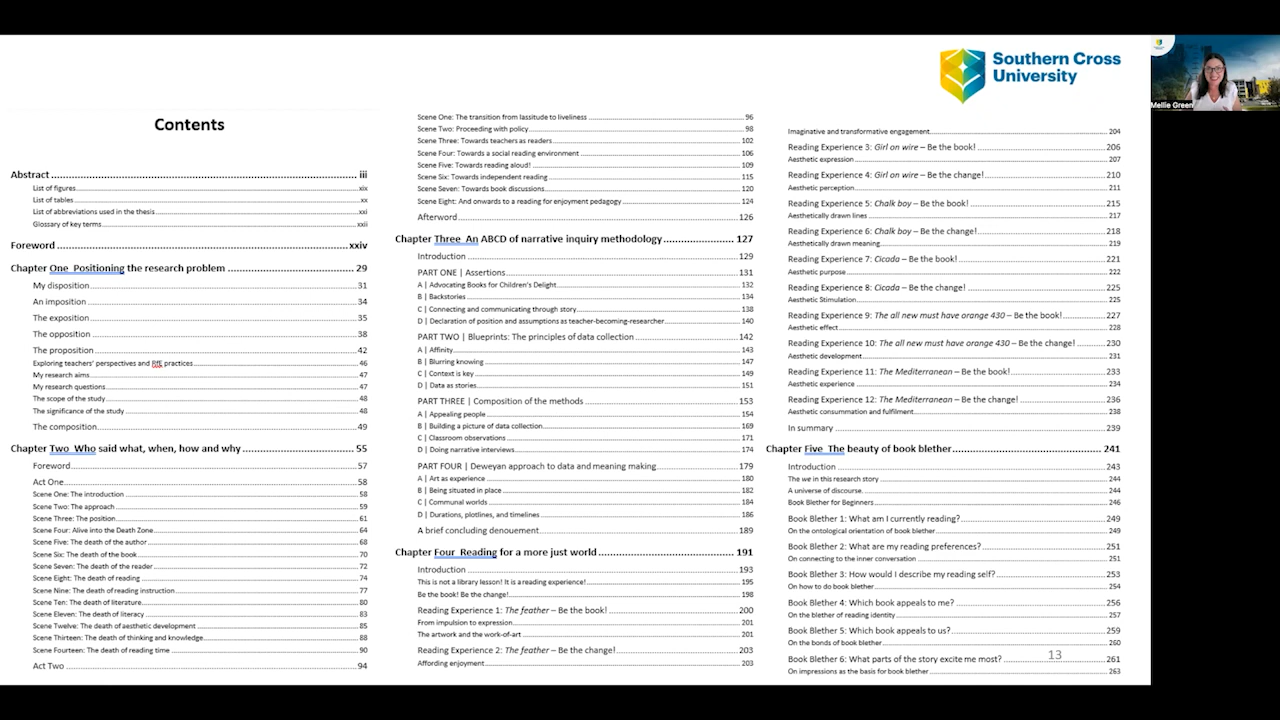 Southern Cross
University
Mellie Green
Contents
Abstract ... iii
List of figures ... xix
List of tables ... xx
List of abbreviations used in the thesis ... xxi
Glossary of key terms ... xxii
Foreword ... xxiv
Chapter One Positioning the research problem ... 29
My disposition ... 31
An imposition ... 34
The exposition ... 35
The opposition ... 38
The proposition ... 42
Exploring teachers' perspectives and RfE practices ... 46
My research aims ... 47
My research questions ... 47
The scope of the study ... 48
The significance of the study ... 48
The composition ... 49
Chapter Two Who said what, when, how and why ... 55
Foreword ... 57
Act One ... 58
Scene One: The introduction ... 58
Scene Two: The approach ... 59
Scene Three: The position ... 61
Scene Four: Alive into the Death Zone ... 64
Scene Five: The death of the author ... 68
Scene Six: The death of the book ... 70
Scene Seven: The death of the reader ... 72
Scene Eight: The death of reading ... 74
Scene Nine: The death of reading instruction ... 77
Scene Ten: The death of literature ... 80
Scene Eleven: The death of literacy ... 83
Scene Twelve: The death of aesthetic development ... 85
Scene Thirteen: The death of thinking and knowledge ... 88
Scene Fourteen: The death of reading time ... 90
Act Two ... 94
Scene One: The transition from lassitude to liveliness ... 96
Scene Two: Proceeding with policy ... 98
Scene Three: Towards teachers as readers ... 102
Scene Four: Towards a social reading environment ... 106
Scene Five: Towards reading aloud! ... 109
Scene Six: Towards independent reading ... 115
Scene Seven: Towards book discussions ... 120
Scene Eight: And onwards to a reading for enjoyment pedagogy ... 124
Afterword ... 126
Chapter Three An ABCD of narrative inquiry methodology ... 127
Introduction ... 129
PART ONE | Assertions ... 131
A | Advocating Books for Children's Delight ... 132
B | Backstories ... 134
C | Connecting and communicating through story ... 138
D | Declaration of position and assumptions as teacher-becoming-researcher ... 140
PART TWO | Blueprints: The principles of data collection ... 142
A | Affinity ... 143
B | Blurring knowing ... 147
C | Context is key ... 149
D | Data as stories ... 151
PART THREE | Composition of the methods ... 153
A | Appealing people ... 154
B | Building a picture of data collection ... 169
C | Classroom observations ... 171
D | Doing narrative interviews ... 174
PART FOUR | Deweyan approach to data and meaning making ... 179
A | Art as experience ... 180
B | Being situated in place ... 182
C | Communal worlds ... 184
D | Durations, plotlines, and timelines ... 186
A brief concluding denouement ... 189
Chapter Four Reading for a more just world ... 191
Introduction ... 193
This is not a library lesson! It is a reading experience! ... 195
Be the book! Be the change! ... 198
Reading Experience 1: The feather – Be the book! ... 200
From impulsion to expression ... 201
The artwork and the work-of-art ... 201
Reading Experience 2: The feather – Be the change! ... 203
Affording enjoyment ... 203
Imaginative and transformative engagement ... 204
Reading Experience 3: Girl on wire – Be the book! ... 206
Aesthetic expression ... 207
Reading Experience 4: Girl on wire – Be the change! ... 210
Aesthetic perception ... 211
Reading Experience 5: Chalk boy – Be the book! ... 215
Aesthetically drawn lines ... 217
Reading Experience 6: Chalk boy – Be the change! ... 218
Aesthetically drawn meaning ... 219
Reading Experience 7: Cicada – Be the book! ... 221
Aesthetic purpose ... 222
Reading Experience 8: Cicada – Be the change! ... 225
Aesthetic Stimulation ... 225
Reading Experience 9: The all new must have orange 430 – Be the book! ... 227
Aesthetic effect ... 228
Reading Experience 10: The all new must have orange 430 – Be the change! ... 230
Aesthetic development ... 231
Reading Experience 11: The Mediterranean – Be the book! ... 233
Aesthetic experience ... 234
Reading Experience 12: The Mediterranean – Be the change! ... 236
Aesthetic consummation and fulfilment ... 238
In summary ... 239
Chapter Five The beauty of book blether ... 241
Introduction ... 243
The we in this research story ... 244
A universe of discourse. ... 244
Book Blether for Beginners ... 246
Book Blether 1: What am I currently reading? ... 249
On the ontological orientation of book blether ... 249
Book Blether 2: What are my reading preferences? ... 251
On connecting to the inner conversation ... 251
Book Blether 3: How would I describe my reading self? ... 253
On how to do book blether ... 254
Book Blether 4: Which book appeals to me? ... 256
On the blether of reading identity ... 257
Book Blether 5: Which book appeals to us? ... 259
On the bonds of book blether ... 260
Book Blether 6: What parts of the story excite me most? ... 261
On impressions as the basis for book blether ... 263
13